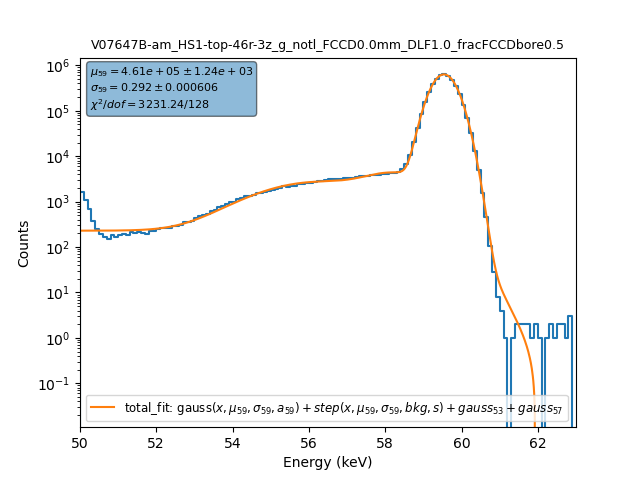 V07647B-am_HS1-top-46r-3z_g_notl_FCCD0.0mm_DLF1.0_fracFCCDbore0.5
μ₅₉ = 4.61e + 05 ± 1.24e + 03
σ₅₉ = 0.292 ± 0.000606
χ²/dof = 3231.24/128
10⁶
10⁵
10⁴
10³
10²
10¹
10⁰
10⁻¹
Counts
total_fit: gauss(x, μ₅₉, σ₅₉, a₅₉) + step(x, μ₅₉, σ₅₉, bkg, s) + gauss₅₃ + gauss₅₇
50 52 54 56 58 60 62
Energy (keV)